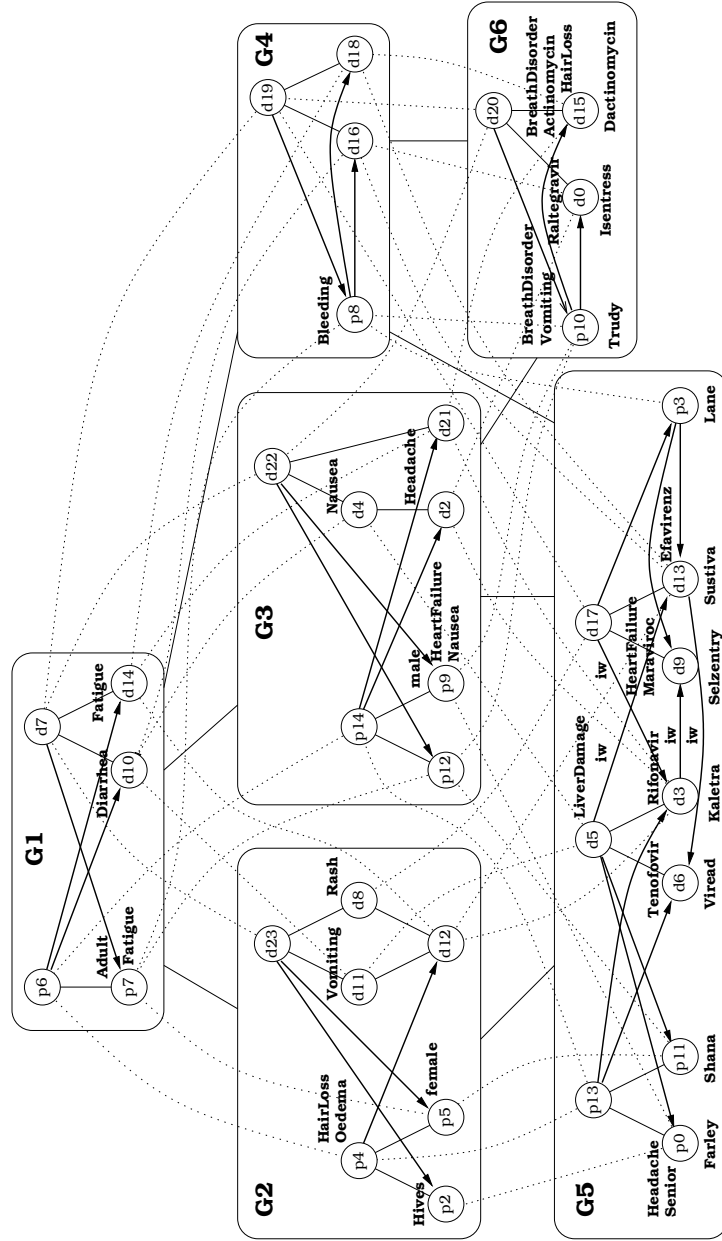 G1
p6
d7
Adult
Fatigue
p7
Diarrhea
d10
Fatigue
d14
G2
HairLoss
Oedema
p4
d23
Vomiting
d11
Rash
d8
Hives
p2
p5
female
d12
G3
p14
d22
Nausea
d4
p12
male
p9
HeartFailure
Nausea
d2
Headache
d21
G4
d19
Bleeding
p8
d16
d18
G5
p13
LiverDamage
d5
iw
d17
iw
Headache
Senior
p0
p11
Tenofovir
d6
Rifonavir
d3
iw
iw
HeartFailure
Maraviroc
d9
Efavirenz
d13
p3
Farley
Shana
Viread
Kaletra
Selzentry
Sustiva
Lane
G6
d20
BreathDisorder
Vomiting
p10
Raltegravir
d0
BreathDisorder
Actinomycin
HairLoss
d15
Trudy
Isentress
Dactinomycin